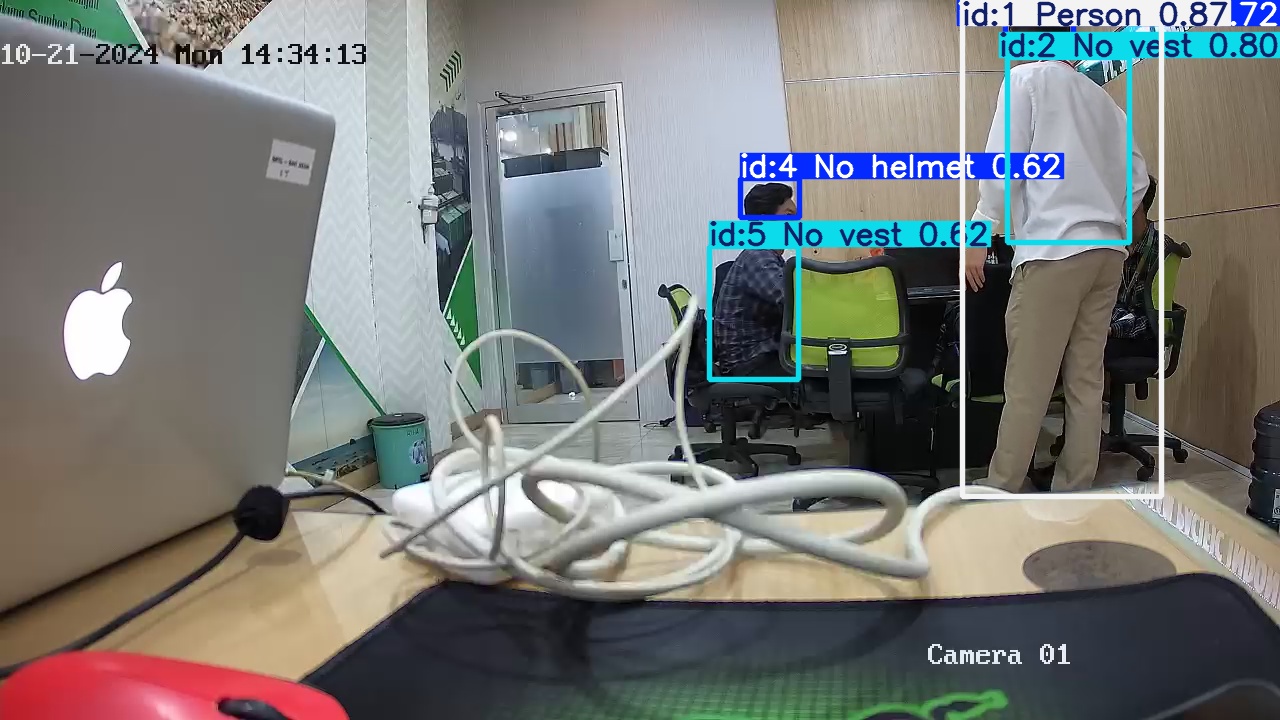 id:1 Person 0.87
.72
10-21-2024 Mon 14:34:13
id:2 No vest 0.80
id:4 No helmet 0.62
id:5 No vest 0.62
Camera 01